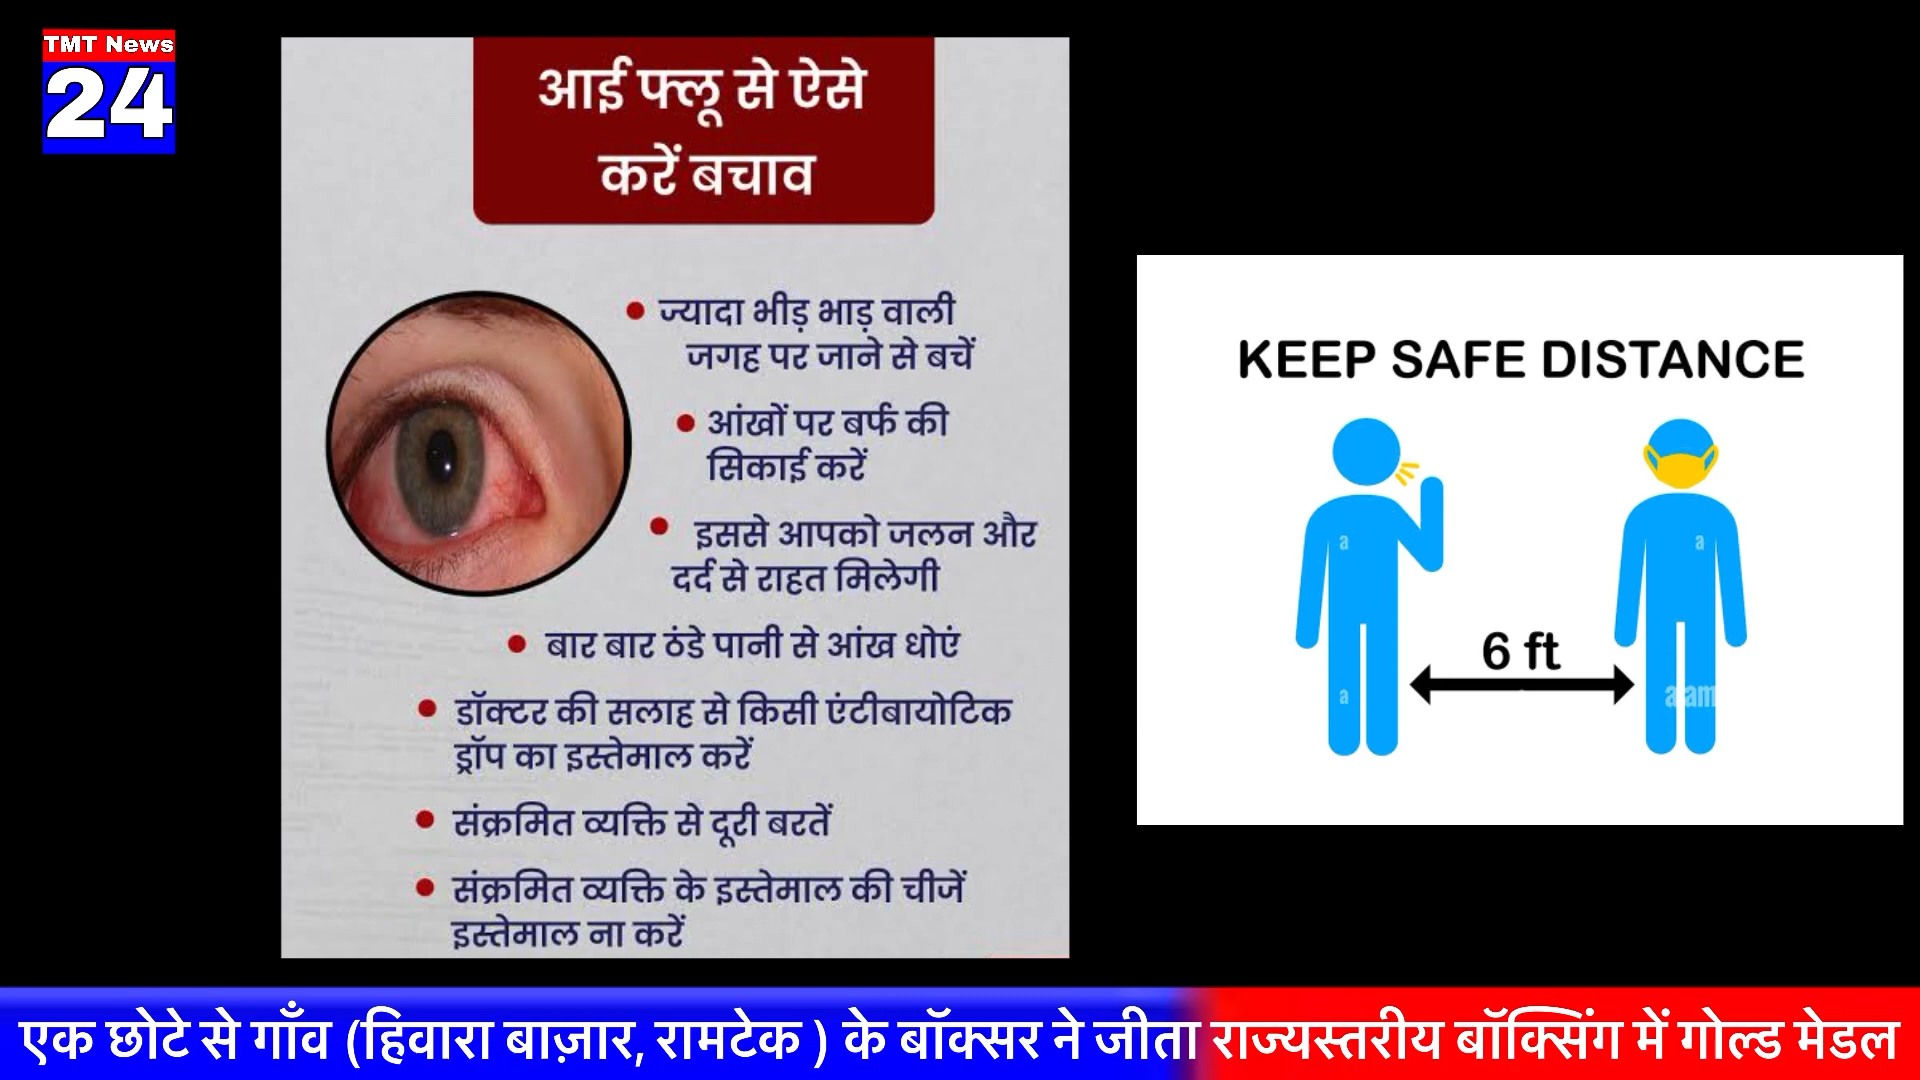 TMT News
24
आई फ्लू से ऐसे
करें बचाव
ज्यादा भीड़ भाड़ वाली
जगह पर जाने से बचें
आंखों पर बर्फ की
सिकाई करें
इससे आपको जलन और
दर्द से राहत मिलेगी
बार बार ठंडे पानी से आंख धोएं
डॉक्टर की सलाह से किसी एंटीबायोटिक
ड्रॉप का इस्तेमाल करें
संक्रमित व्यक्ति से दूरी बरतें
संक्रमित व्यक्ति के इस्तेमाल की चीजें
इस्तेमाल ना करें
KEEP SAFE DISTANCE
a
a
6 ft
a
alam
एक छोटे से गाँव (हिवारा बाज़ार, रामटेक ) के बॉक्सर ने जीता राज्यस्तरीय बॉक्सिंग में गोल्ड मेडल